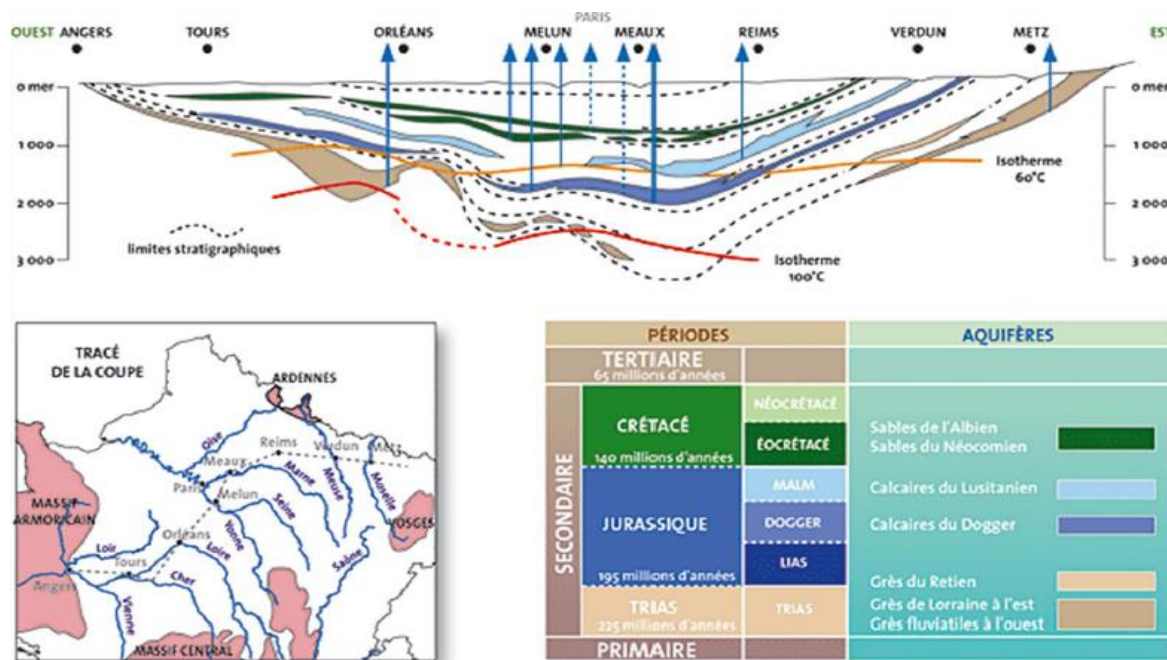 PARIS
OUEST ANGERS TOURS ORLÉANS MELUN MEAUX REIMS VERDUN METZ EST
0 mer 0 mer
1 000 1 000
Isotherme
60°C
2 000 2 000
limites stratigraphiques
3 000 3 000
Isotherme
100°C
TRACÉ
DE LA COUPE
ARDENNES
Oise
Reims Verdun Metz
Meaux
Marne
Meuse
Moselle
Paris
Melun
Seine
MASSIF
ARMORICAIN
VOSGES
Orléans
Yonne
Loir
Loire
Saône
Tours
Angers
Cher
Vienne
MASSIF CENTRAL
PÉRIODES AQUIFÈRES
TERTIAIRE
65 millions d'années
SECONDAIRE
CRÉTACÉ
140 millions d'années
NÉOCRÉTACÉ
ÉOCRÉTACÉ
Sables de l'Albien
Sables du Néocomien
JURASSIQUE
195 millions d'années
MALM
Calcaires du Lusitanien
DOGGER
Calcaires du Dogger
LIAS
TRIAS
225 millions d'années
TRIAS
Grès du Retien
Grès de Lorraine à l'est
Grès fluviatiles à l'ouest
PRIMAIRE